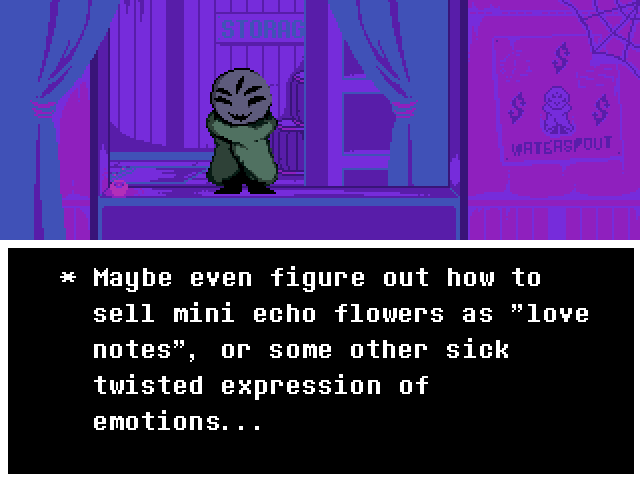 STORAG
WATERSPOUT
* Maybe even figure out how to
sell mini echo flowers as "love
notes", or some other sick
twisted expression of
emotions...